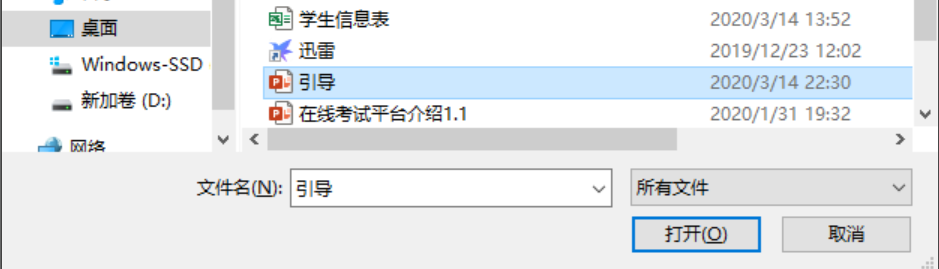 学生信息表 2020/3/14 13:52
桌面
迅雷 2019/12/23 12:02
Windows-SSD
引导 2020/3/14 22:30
新加卷 (D:)
在线考试平台介绍1.1 2020/1/31 19:32
网络
文件名(N): 引导 所有文件
打开(O) 取消